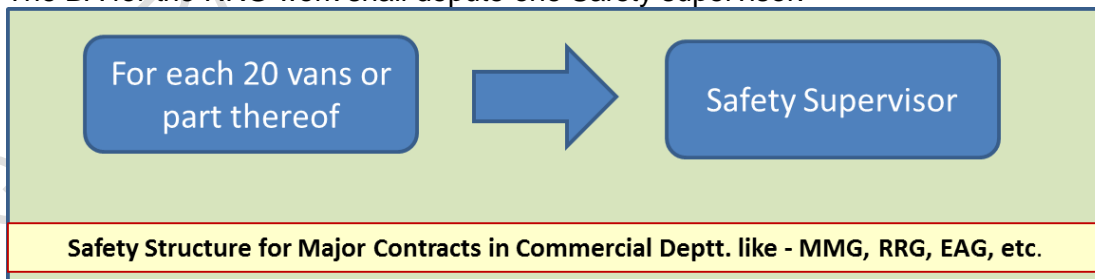 For each 20 vans or
part thereof
Safety Supervisor
Safety Structure for Major Contracts in Commercial Deptt. like - MMG, RRG, EAG, etc.